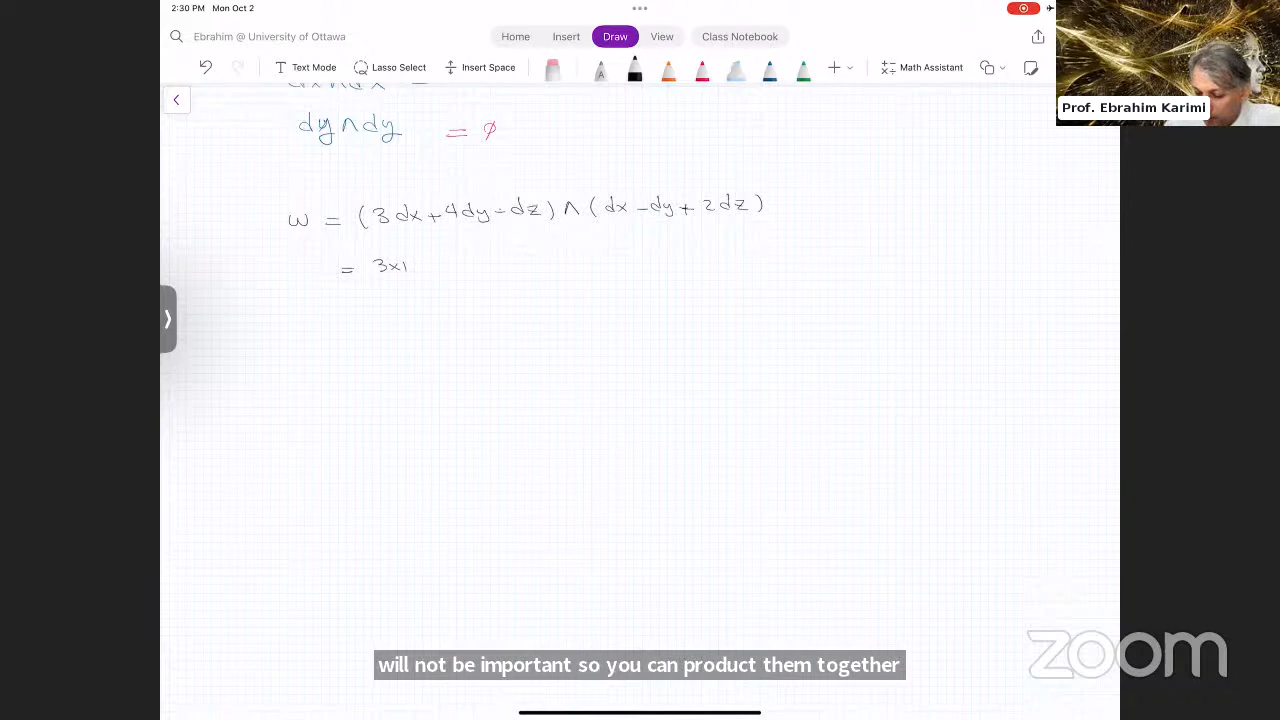 2:30 PM Mon Oct 2
Ebrahim @ University of Ottawa
Home Insert Draw View Class Notebook
Text Mode Lasso Select Insert Space Math Assistant
Prof. Ebrahim Karimi
dx∧dx =
dy∧dy = ∅
w = (3dx+4dy-dz)∧(dx-dy+2dz)
= 3×1
will not be important so you can product them together
zoom